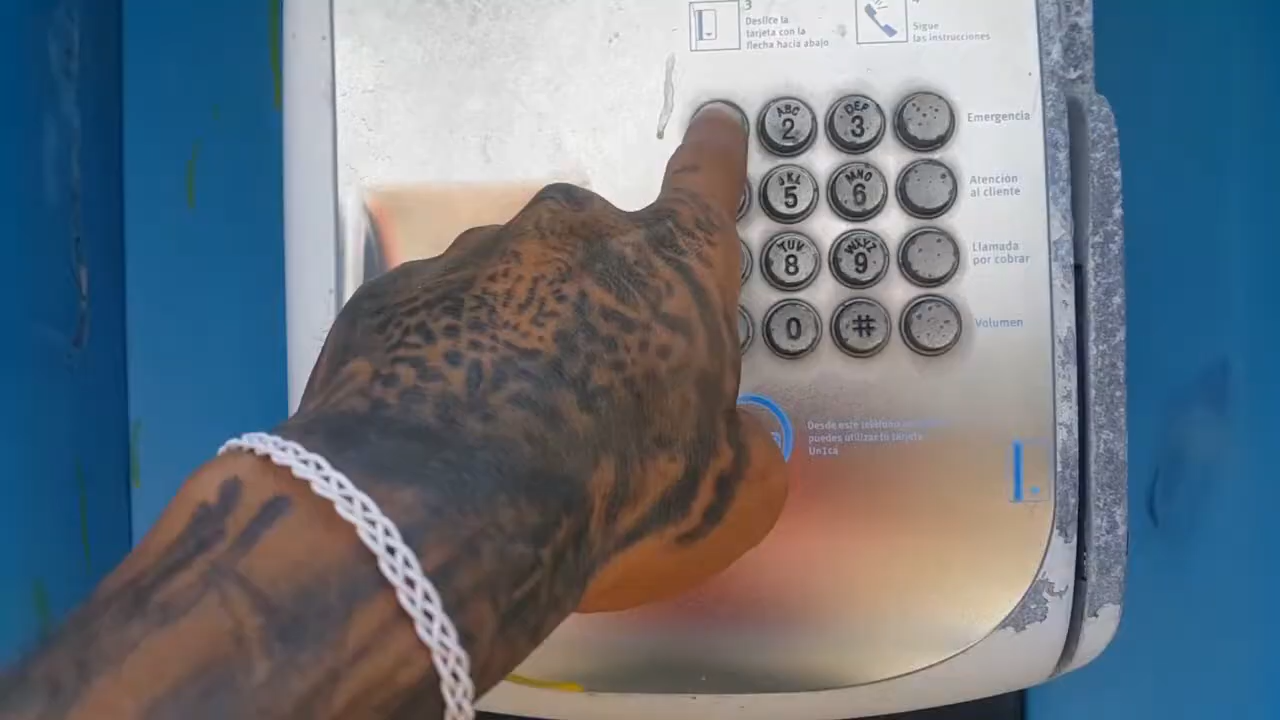 3
Deslice la
tarjeta con la
flecha hacia abajo
Sigue
las instrucciones
ABC
2
DEF
3
Emergencia
JKL
5
MNO
6
Atención
al cliente
TUV
8
WXYZ
9
Llamada
por cobrar
0
#
Volumen
Desde este teléfono
puedes utilizar tu tarjeta
Única